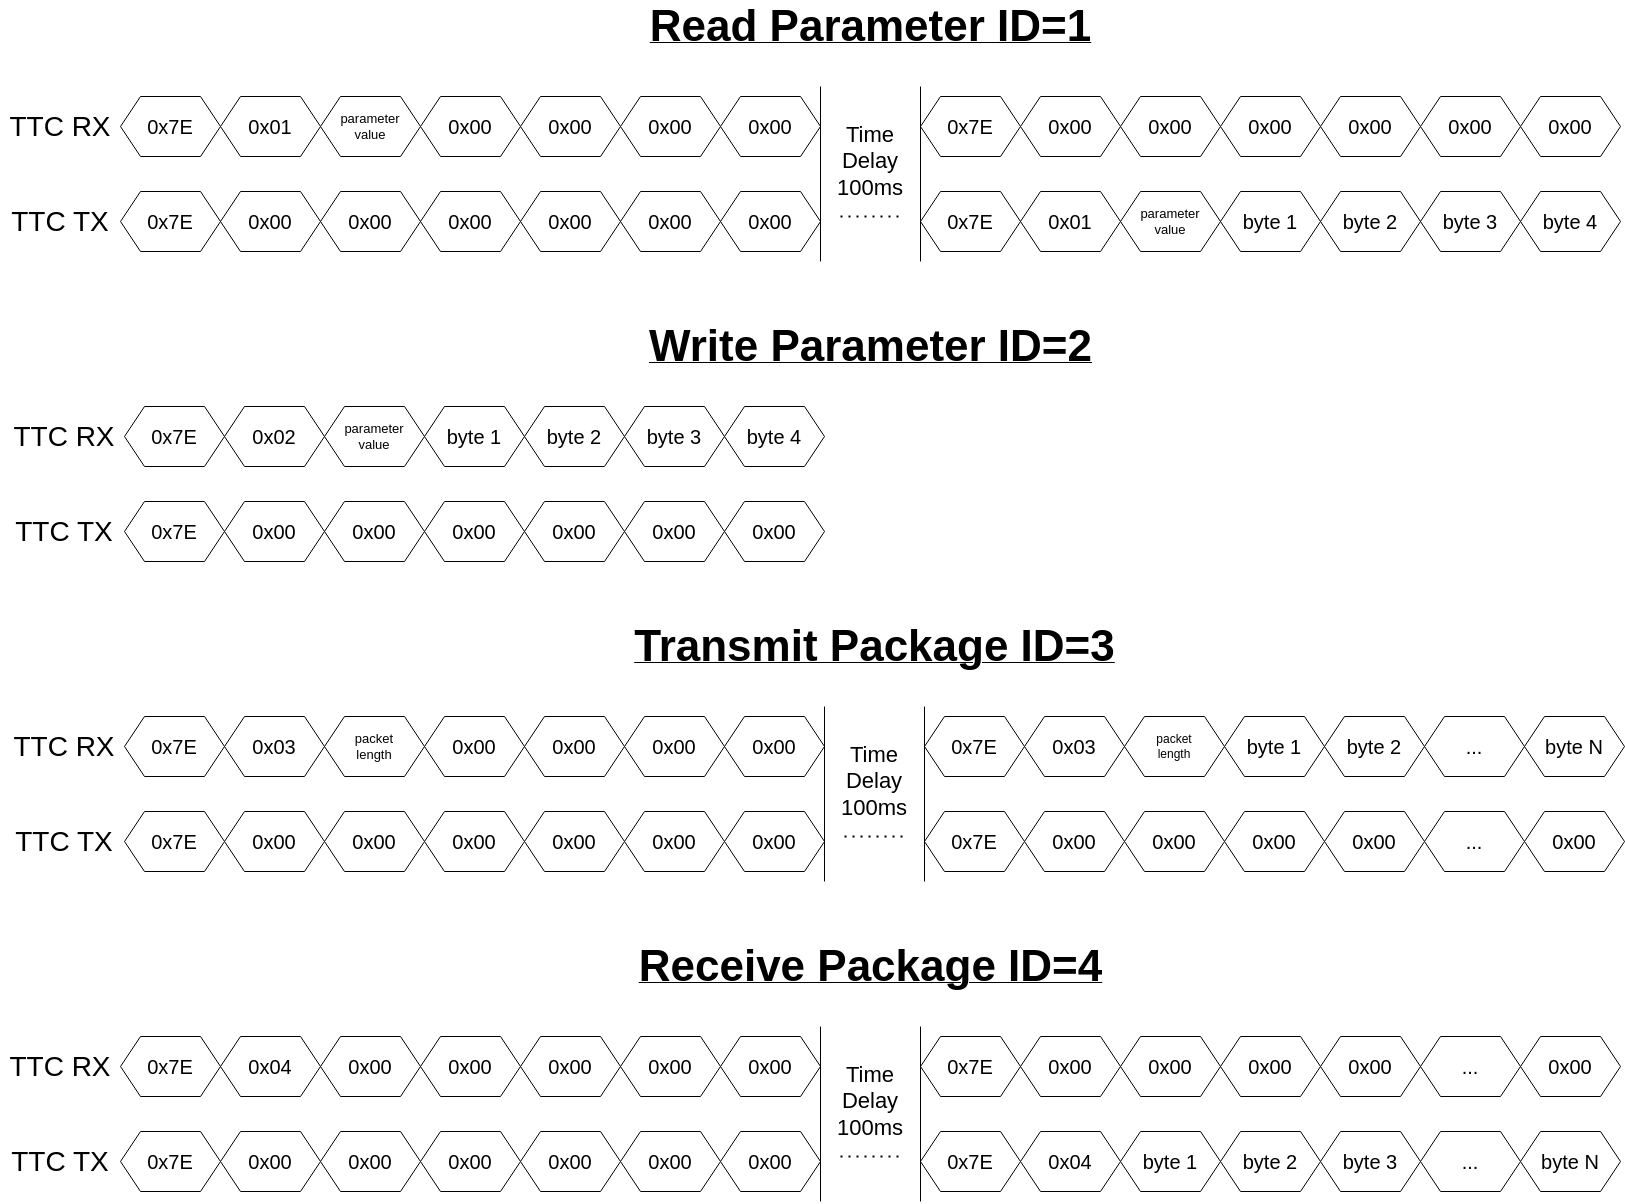 Read Parameter ID=1
TTC RX 0x7E 0x01 parameter value 0x00 0x00 0x00 0x00 Time Delay 100ms ........ 0x7E 0x00 0x00 0x00 0x00 0x00 0x00
TTC TX 0x7E 0x00 0x00 0x00 0x00 0x00 0x00 0x7E 0x01 parameter value byte 1 byte 2 byte 3 byte 4
Write Parameter ID=2
TTC RX 0x7E 0x02 parameter value byte 1 byte 2 byte 3 byte 4
TTC TX 0x7E 0x00 0x00 0x00 0x00 0x00 0x00
Transmit Package ID=3
TTC RX 0x7E 0x03 packet length 0x00 0x00 0x00 0x00 Time Delay 100ms ........ 0x7E 0x03 packet length byte 1 byte 2 ... byte N
TTC TX 0x7E 0x00 0x00 0x00 0x00 0x00 0x00 0x7E 0x00 0x00 0x00 0x00 ... 0x00
Receive Package ID=4
TTC RX 0x7E 0x04 0x00 0x00 0x00 0x00 0x00 Time Delay 100ms ........ 0x7E 0x00 0x00 0x00 0x00 ... 0x00
TTC TX 0x7E 0x00 0x00 0x00 0x00 0x00 0x00 0x7E 0x04 byte 1 byte 2 byte 3 ... byte N